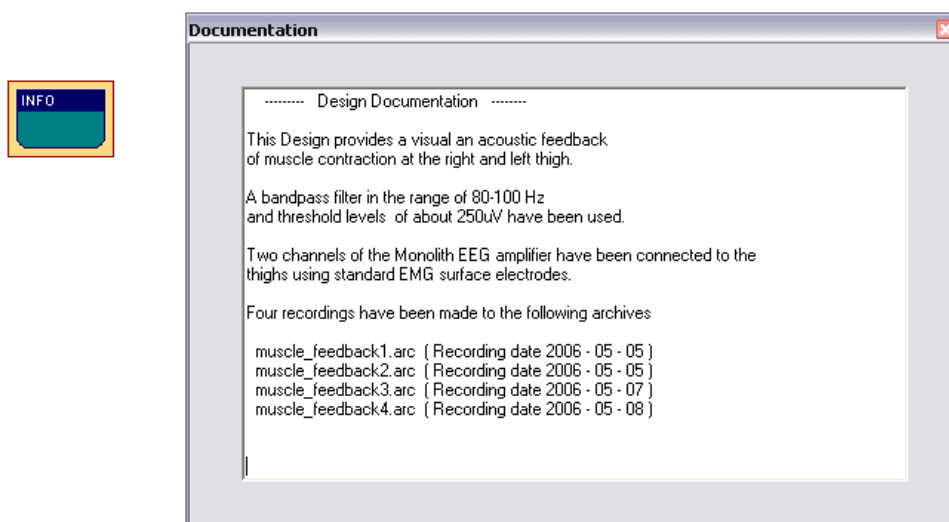 Documentation
INFO
--------- Design Documentation --------
This Design provides a visual an acoustic feedback
of muscle contraction at the right and left thigh.
A bandpass filter in the range of 80-100 Hz
and threshold levels of about 250uV have been used.
Two channels of the Monolith EEG amplifier have been connected to the
thighs using standard EMG surface electrodes.
Four recordings have been made to the following archives
muscle_feedback1.arc ( Recording date 2006 - 05 - 05 )
muscle_feedback2.arc ( Recording date 2006 - 05 - 05 )
muscle_feedback3.arc ( Recording date 2006 - 05 - 07 )
muscle_feedback4.arc ( Recording date 2006 - 05 - 08 )